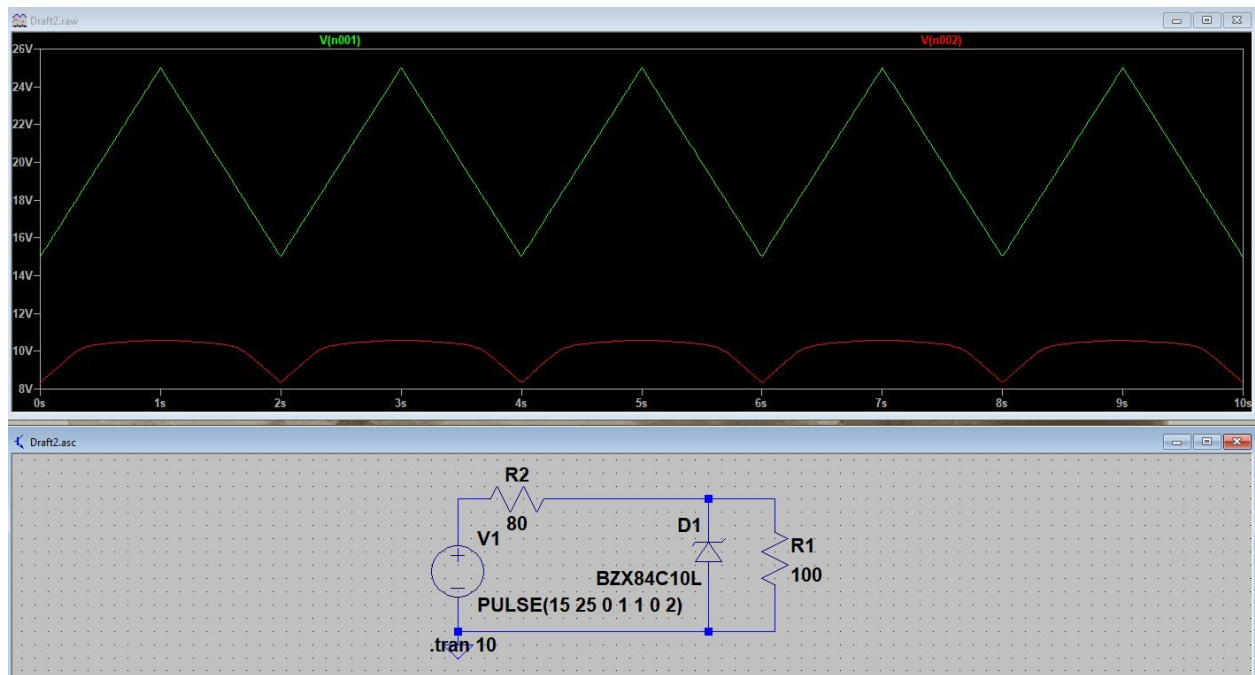 Draft2.raw
V(n001) V(n002)
26V
24V
22V
20V
18V
16V
14V
12V
10V
8V
0s 1s 2s 3s 4s 5s 6s 7s 8s 9s 10s
Draft2.asc
R2
80
V1
D1
R1
BZX84C10L
100
PULSE(15 25 0 1 1 0 2)
.tran 10